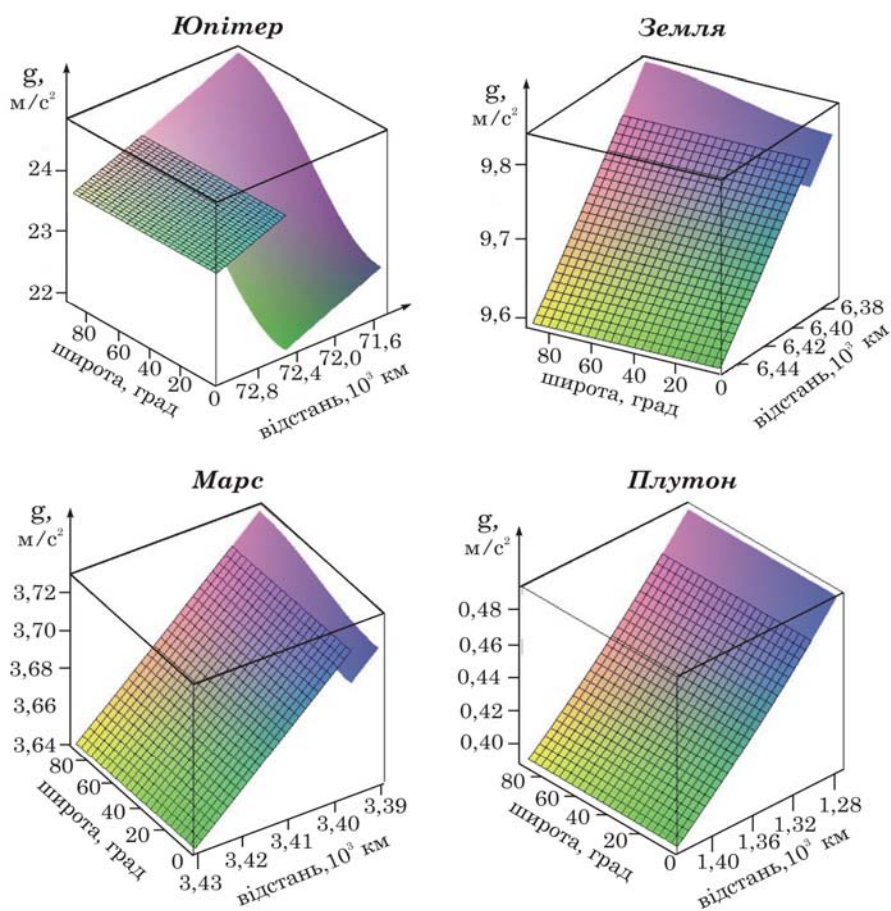 Юпітер
g,
м/с²
24
23
22
80
60
40
20
0
72,8
72,4
72,0
71,6
широта, град
відстань,10³ км
Земля
g,
м/с²
9,8
9,7
9,6
80
60
40
20
0
6,44
6,42
6,40
6,38
широта, град
відстань,10³ км
Марс
g,
м/с²
3,72
3,70
3,68
3,66
3,64
80
60
40
20
0
3,43
3,42
3,41
3,40
3,39
широта, град
відстань,10³ км
Плутон
g,
м/с²
0,48
0,46
0,44
0,42
0,40
80
60
40
20
0
1,40
1,36
1,32
1,28
широта, град
відстань,10³ км